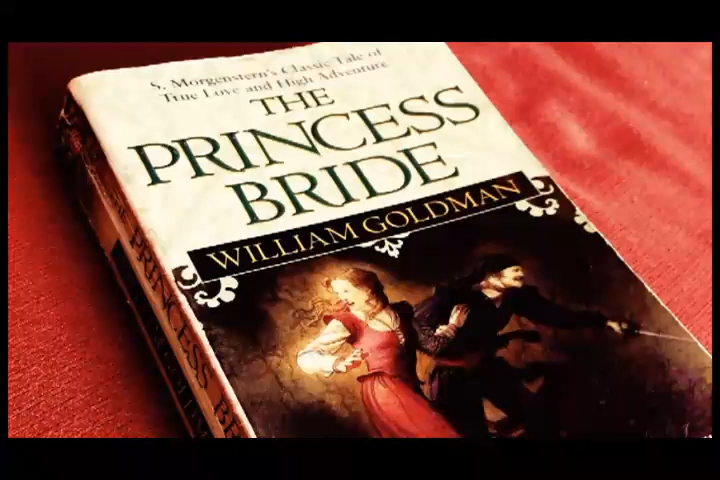 S. Morgenstern's Classic Tale of
True Love and High Adventure
THE
PRINCESS
BRIDE
WILLIAM GOLDMAN
PRINCESS BR